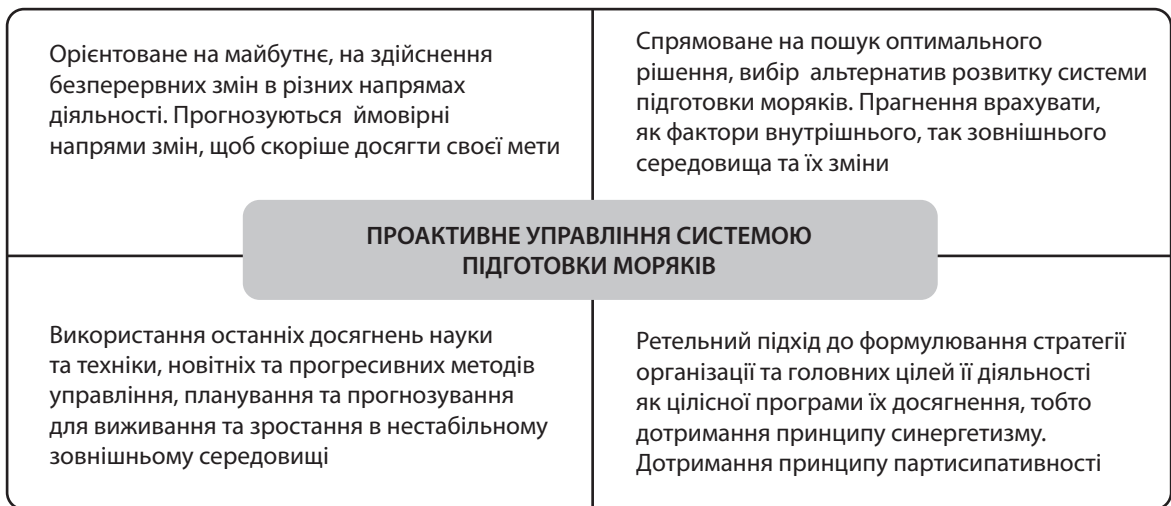 Орієнтоване на майбутнє, на здійснення
безперервних змін в різних напрямах
діяльності. Прогнозуються ймовірні
напрями змін, щоб скоріше досягти своєї мети
Спрямоване на пошук оптимального
рішення, вибір альтернатив розвитку системи
підготовки моряків. Прагнення врахувати,
як фактори внутрішнього, так зовнішнього
середовища та їх зміни
ПРОАКТИВНЕ УПРАВЛІННЯ СИСТЕМОЮ
ПІДГОТОВКИ МОРЯКІВ
Використання останніх досягнень науки
та техніки, новітніх та прогресивних методів
управління, планування та прогнозування
для виживання та зростання в нестабільному
зовнішньому середовищі
Ретельний підхід до формулювання стратегії
організації та головних цілей її діяльності
як цілісної програми їх досягнення, тобто
дотримання принципу синергетизму.
Дотримання принципу партисипативності